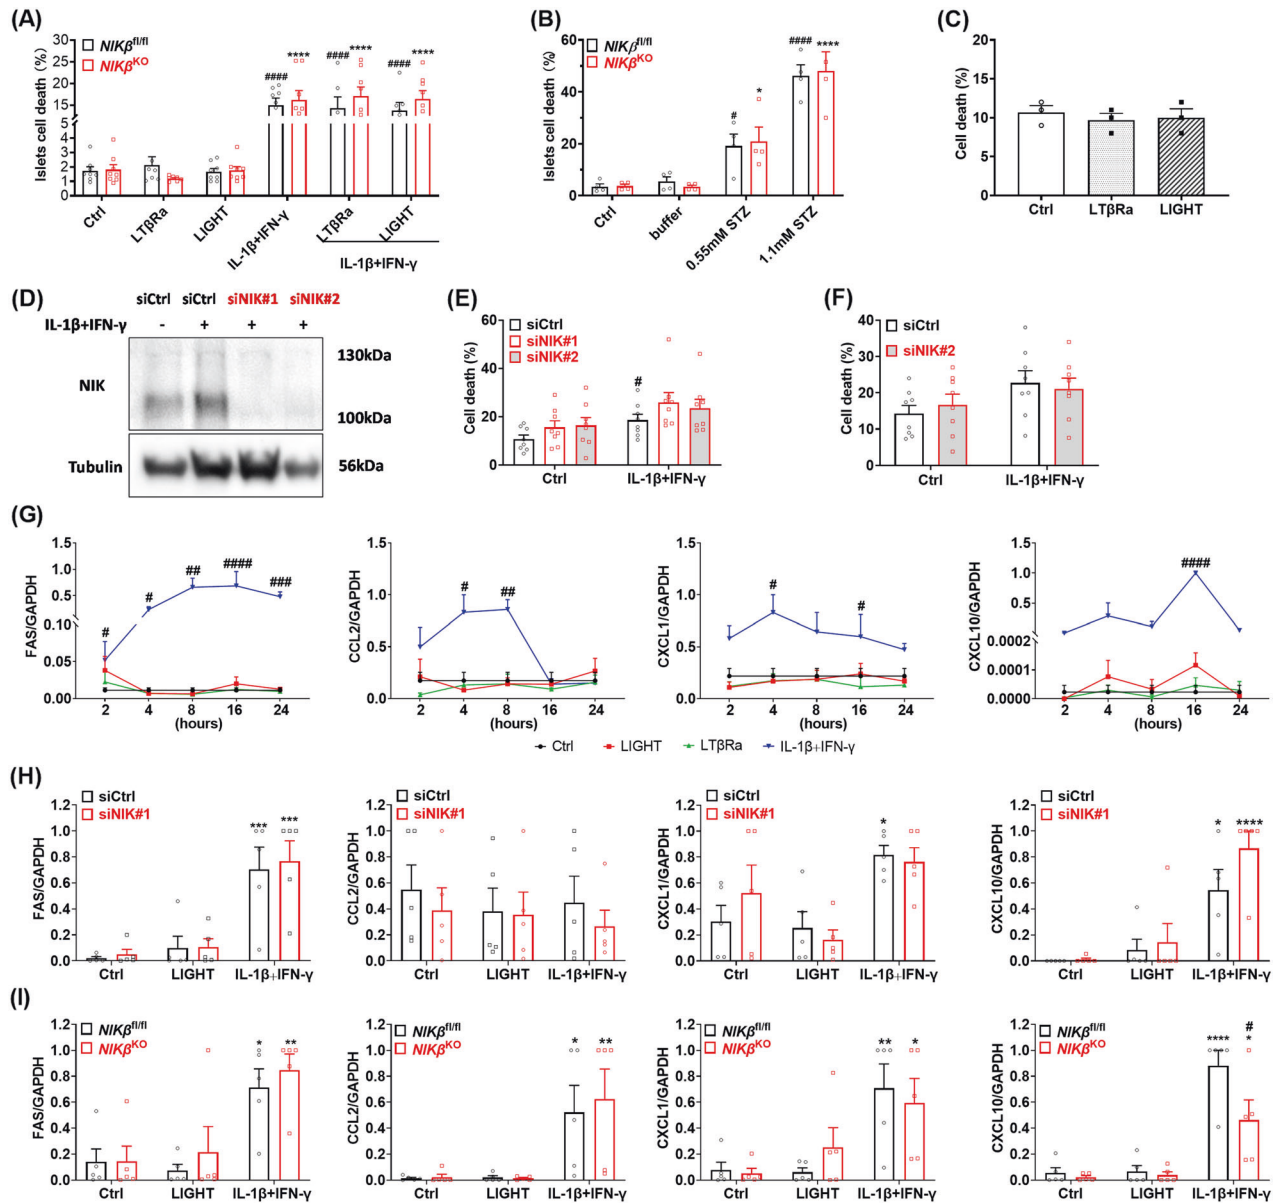 (A)
NIKβfl/fl
NIKβKO
Islets cell death (%)
30
25
20
15
10
5
5
4
3
2
1
####
****
####
****
####
****
Ctrl
LTβRa
LIGHT
IL-1β+IFN-γ
LTβRa
LIGHT
IL-1β+IFN-γ
(B)
NIKβfl/fl
NIKβKO
Islets cell death (%)
60
40
20
0
#
*
####
****
Ctrl
buffer
0.55mM STZ
1.1mM STZ
(C)
Cell death (%)
20
15
10
5
0
Ctrl
LTβRa
LIGHT
(D)
siCtrl siCtrl siNIK#1 siNIK#2
IL-1β+IFN-γ - + + +
NIK
130kDa
100kDa
Tubulin
56kDa
(E)
siCtrl
siNIK#1
siNIK#2
Cell death (%)
60
40
20
0
#
Ctrl
IL-1β+IFN-γ
(F)
siCtrl
siNIK#2
Cell death (%)
40
30
20
10
0
Ctrl
IL-1β+IFN-γ
(G)
FAS/GAPDH
1.5
1.0
0.5
0.10
0.05
0.00
#
#
##
####
###
2 4 8 16 24
(hours)
CCL2/GAPDH
1.5
1.0
0.5
0.0
#
##
2 4 8 16 24
(hours)
CXCL1/GAPDH
1.5
1.0
0.5
0.0
#
#
2 4 8 16 24
(hours)
CXCL10/GAPDH
1.5
1.0
0.5
0.0002
0.0001
0.0000
####
2 4 8 16 24
(hours)
Ctrl LIGHT LTβRa IL-1β+IFN-γ
(H)
siCtrl
siNIK#1
FAS/GAPDH
1.2
1.0
0.8
0.6
0.4
0.2
0.0
***
***
Ctrl LIGHT IL-1β+IFN-γ
siCtrl
siNIK#1
CCL2/GAPDH
1.2
1.0
0.8
0.6
0.4
0.2
0.0
Ctrl LIGHT IL-1β+IFN-γ
siCtrl
siNIK#1
CXCL1/GAPDH
1.2
1.0
0.8
0.6
0.4
0.2
0.0
*
Ctrl LIGHT IL-1β+IFN-γ
siCtrl
siNIK#1
CXCL10/GAPDH
1.2
1.0
0.8
0.6
0.4
0.2
0.0
*
****
Ctrl LIGHT IL-1β+IFN-γ
(I)
NIKβfl/fl
NIKβKO
FAS/GAPDH
1.2
1.0
0.8
0.6
0.4
0.2
0.0
*
**
Ctrl LIGHT IL-1β+IFN-γ
NIKβfl/fl
NIKβKO
CCL2/GAPDH
1.2
1.0
0.8
0.6
0.4
0.2
0.0
*
**
Ctrl LIGHT IL-1β+IFN-γ
NIKβfl/fl
NIKβKO
CXCL1/GAPDH
1.2
1.0
0.8
0.6
0.4
0.2
0.0
**
*
Ctrl LIGHT IL-1β+IFN-γ
NIKβfl/fl
NIKβKO
CXCL10/GAPDH
1.2
1.0
0.8
0.6
0.4
0.2
0.0
****
#
*
Ctrl LIGHT IL-1β+IFN-γ